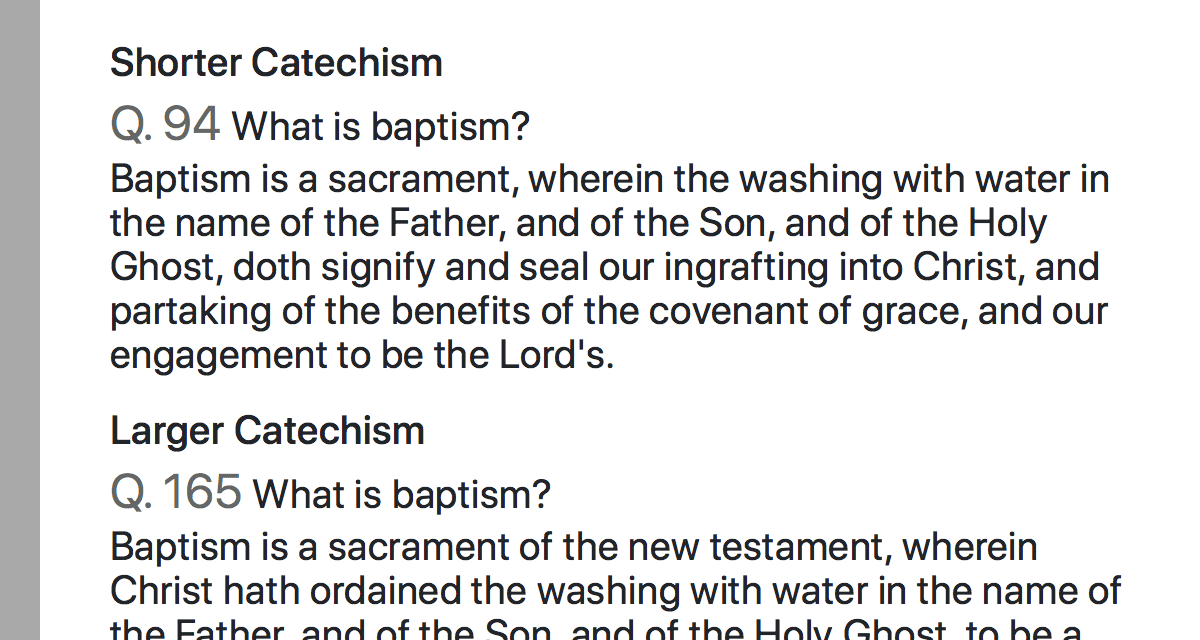 Shorter Catechism
Q. 94 What is baptism?
Baptism is a sacrament, wherein the washing with water in
the name of the Father, and of the Son, and of the Holy
Ghost, doth signify and seal our ingrafting into Christ, and
partaking of the benefits of the covenant of grace, and our
engagement to be the Lord's.
Larger Catechism
Q. 165 What is baptism?
Baptism is a sacrament of the new testament, wherein
Christ hath ordained the washing with water in the name of
the Father, and of the Son, and of the Holy Ghost, to be a